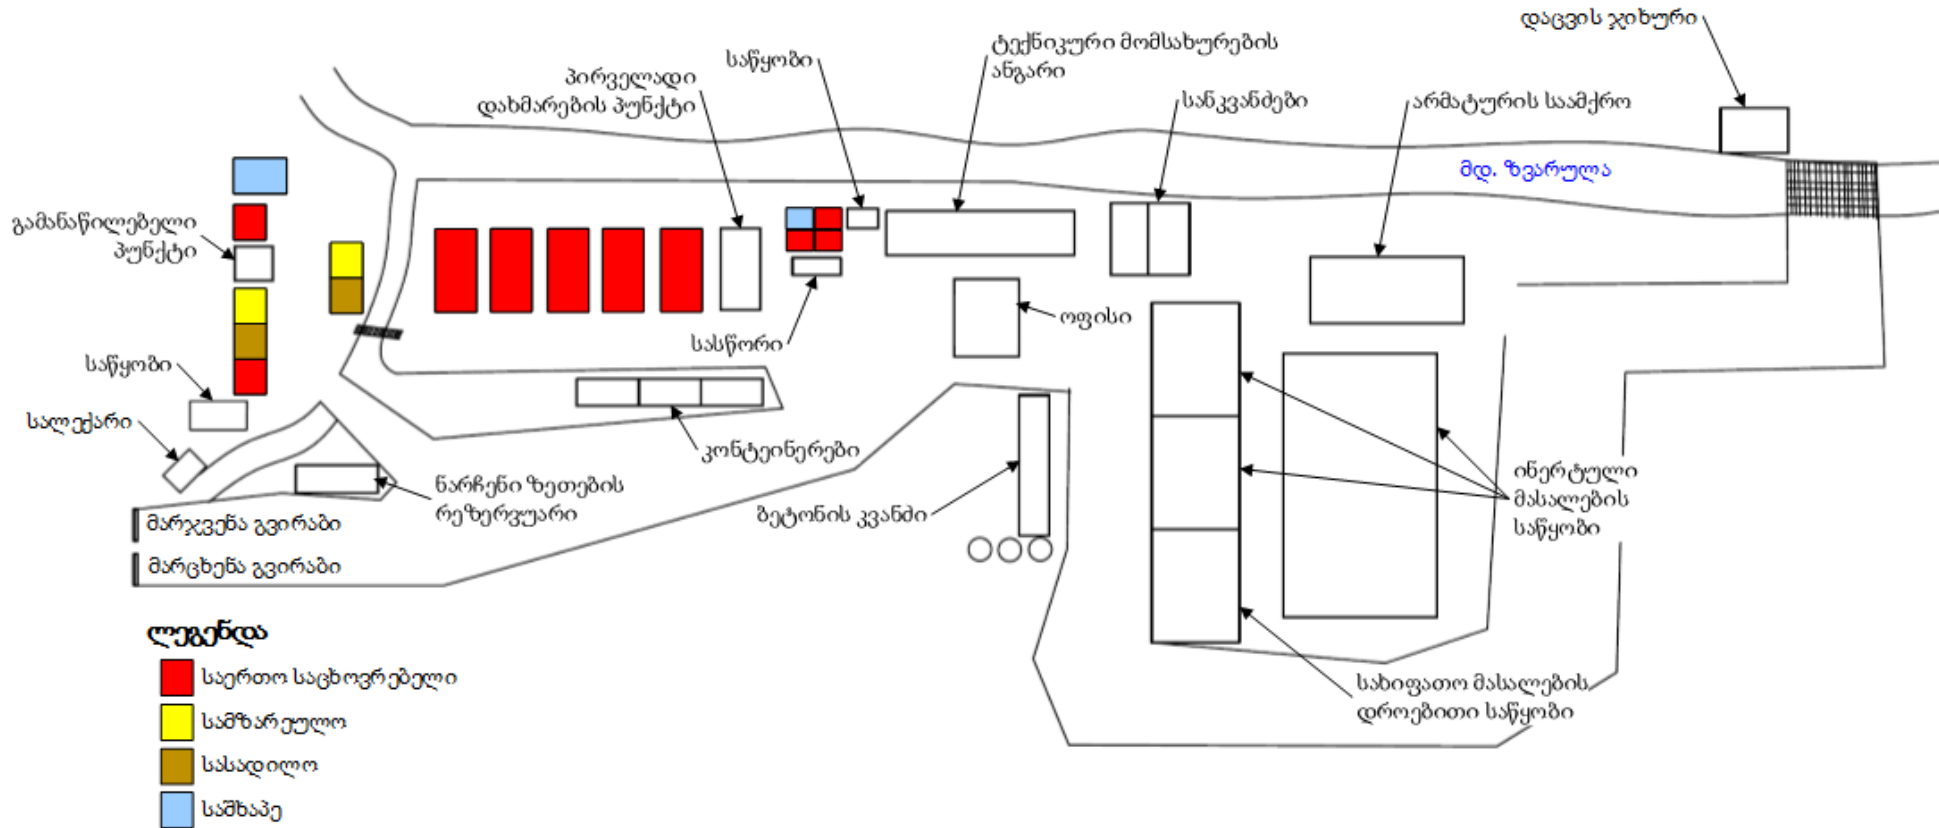 დაცვის ჯიხური
ტექნიკური მომსახურების
ანგარი
საწყობი
პირველადი
დახმარების პუნქტი
სანკვანძები
არმატურის საამქრო
მდ. ზვარულა
გამანაწილებელი
პუნქტი
ოფისი
სასწორი
საწყობი
სალექარი
კონტეინერები
ნარჩენი ზეთების
რეზერვუარი
ბეტონის კვანძი
ინერტული
მასალების
საწყობი
მარჯვენა გვირაბი
მარცხენა გვირაბი
სახიფათო მასალების
დროებითი საწყობი
ლეგენდა
საერთო საცხოვრებელი
სამზარეულო
სასადილო
საშხაპე